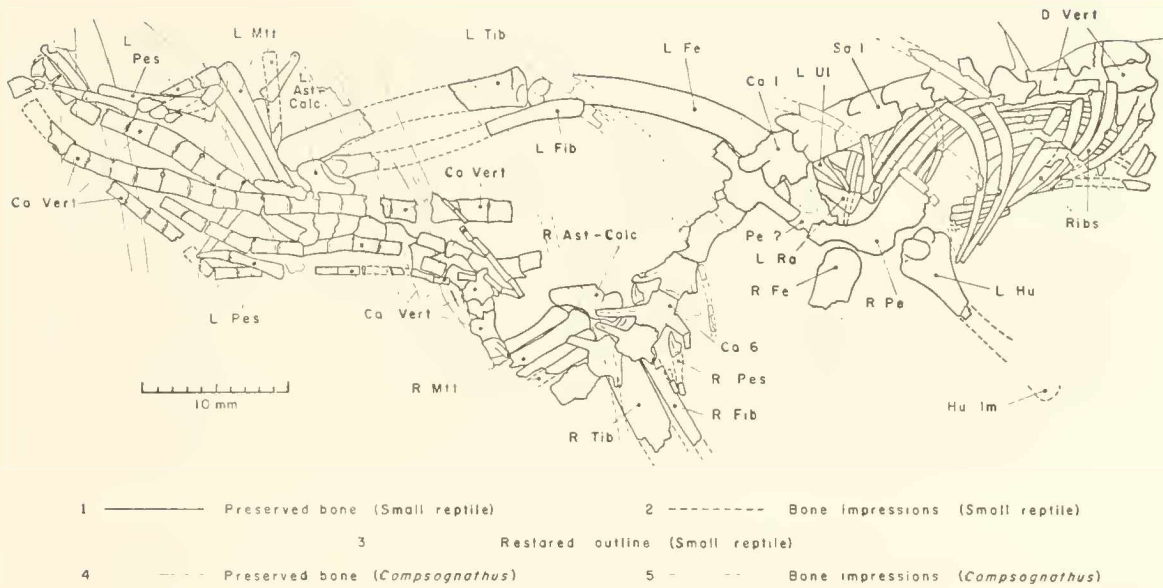 L Pes
L Mtt
L Tib
L Fe
D Vert
L Ast-Calc
Sa 1
L Ul
Ca 1
L Fib
Ca Vert
Ca Vert
R Ast-Calc
Pe ?
L Ra
Ribs
R Fe
R Pe
L Hu
L Pes
Ca Vert
Ca 6
R Mtt
R Pes
10 mm
R Fib
R Tib
Hu Im
1 Preserved bone (Small reptile)
2 Bone Impressions (Small reptile)
3 Restored outline (Small reptile)
4 Preserved bone (Compsognathus)
5 Bone impressions (Compsognathus)